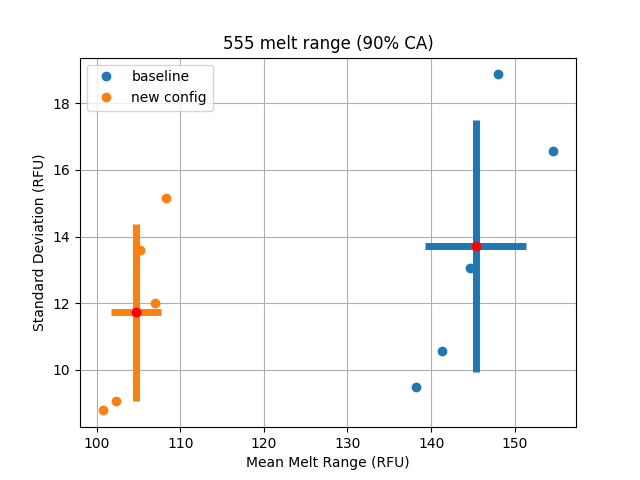 555 melt range (90% CA)
baseline
new config
18
16
14
12
10
Standard Deviation (RFU)
100 110 120 130 140 150
Mean Melt Range (RFU)